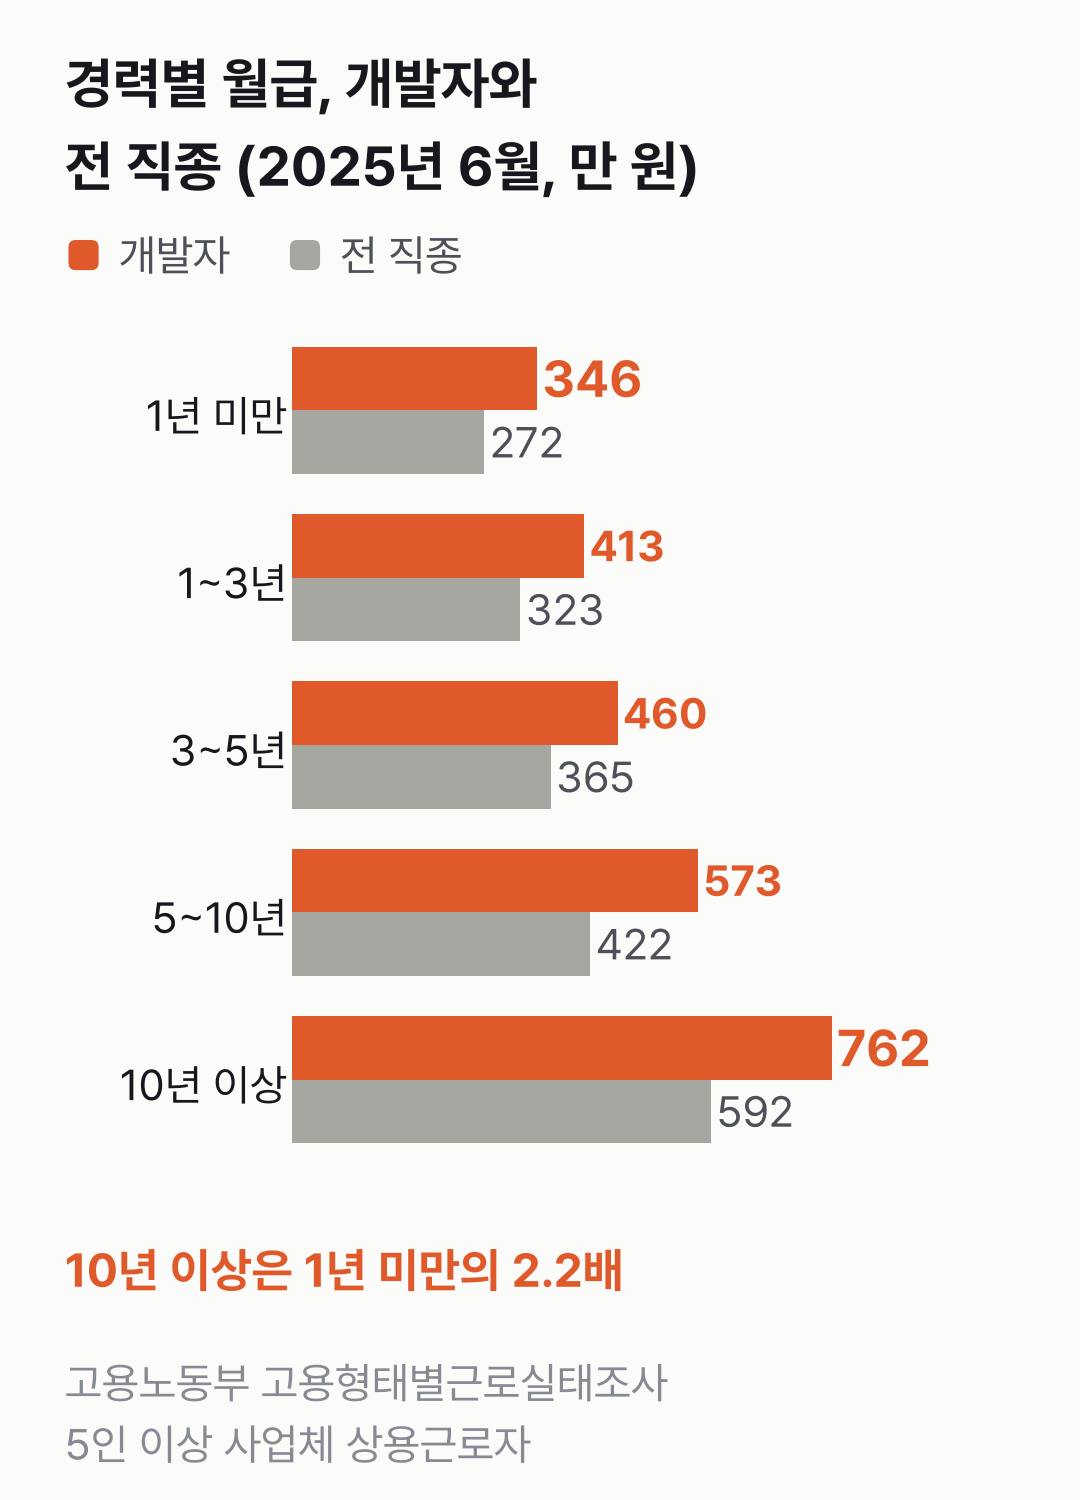 경력별 월급, 개발자와
전 직종 (2025년 6월, 만 원)
개발자 전 직종
1년 미만 346
272
1~3년 413
323
3~5년 460
365
5~10년 573
422
10년 이상 762
592
10년 이상은 1년 미만의 2.2배
고용노동부 고용형태별근로실태조사
5인 이상 사업체 상용근로자